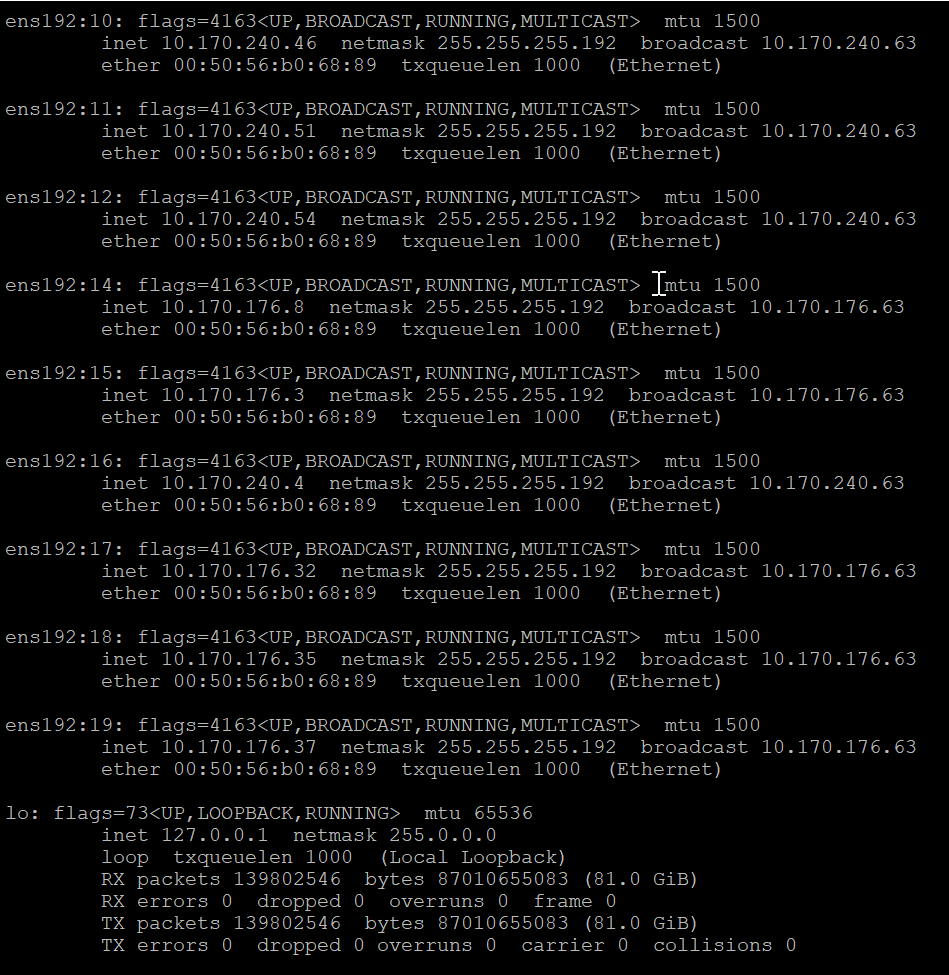 ens192:10: flags=4163<UP,BROADCAST,RUNNING,MULTICAST>  mtu 1500
        inet 10.170.240.46  netmask 255.255.255.192  broadcast 10.170.240.63
        ether 00:50:56:b0:68:89  txqueuelen 1000  (Ethernet)

ens192:11: flags=4163<UP,BROADCAST,RUNNING,MULTICAST>  mtu 1500
        inet 10.170.240.51  netmask 255.255.255.192  broadcast 10.170.240.63
        ether 00:50:56:b0:68:89  txqueuelen 1000  (Ethernet)

ens192:12: flags=4163<UP,BROADCAST,RUNNING,MULTICAST>  mtu 1500
        inet 10.170.240.54  netmask 255.255.255.192  broadcast 10.170.240.63
        ether 00:50:56:b0:68:89  txqueuelen 1000  (Ethernet)

ens192:14: flags=4163<UP,BROADCAST,RUNNING,MULTICAST>  mtu 1500
        inet 10.170.176.8  netmask 255.255.255.192  broadcast 10.170.176.63
        ether 00:50:56:b0:68:89  txqueuelen 1000  (Ethernet)

ens192:15: flags=4163<UP,BROADCAST,RUNNING,MULTICAST>  mtu 1500
        inet 10.170.176.3  netmask 255.255.255.192  broadcast 10.170.176.63
        ether 00:50:56:b0:68:89  txqueuelen 1000  (Ethernet)

ens192:16: flags=4163<UP,BROADCAST,RUNNING,MULTICAST>  mtu 1500
        inet 10.170.240.4  netmask 255.255.255.192  broadcast 10.170.240.63
        ether 00:50:56:b0:68:89  txqueuelen 1000  (Ethernet)

ens192:17: flags=4163<UP,BROADCAST,RUNNING,MULTICAST>  mtu 1500
        inet 10.170.176.32  netmask 255.255.255.192  broadcast 10.170.176.63
        ether 00:50:56:b0:68:89  txqueuelen 1000  (Ethernet)

ens192:18: flags=4163<UP,BROADCAST,RUNNING,MULTICAST>  mtu 1500
        inet 10.170.176.35  netmask 255.255.255.192  broadcast 10.170.176.63
        ether 00:50:56:b0:68:89  txqueuelen 1000  (Ethernet)

ens192:19: flags=4163<UP,BROADCAST,RUNNING,MULTICAST>  mtu 1500
        inet 10.170.176.37  netmask 255.255.255.192  broadcast 10.170.176.63
        ether 00:50:56:b0:68:89  txqueuelen 1000  (Ethernet)

lo: flags=73<UP,LOOPBACK,RUNNING>  mtu 65536
        inet 127.0.0.1  netmask 255.0.0.0
        loop  txqueuelen 1000  (Local Loopback)
        RX packets 139802546  bytes 87010655083 (81.0 GiB)
        RX errors 0  dropped 0  overruns 0  frame 0
        TX packets 139802546  bytes 87010655083 (81.0 GiB)
        TX errors 0  dropped 0 overruns 0  carrier 0  collisions 0